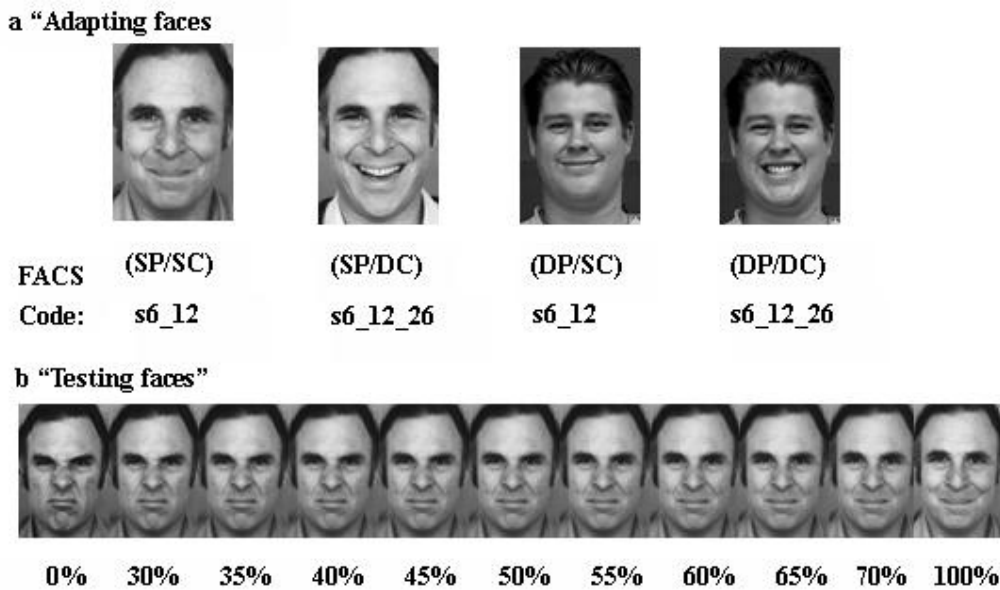 a “Adapting faces
(SP/SC) (SP/DC) (DP/SC) (DP/DC)
FACS
Code: s6_12 s6_12_26 s6_12 s6_12_26
b “Testing faces”
0% 30% 35% 40% 45% 50% 55% 60% 65% 70% 100%